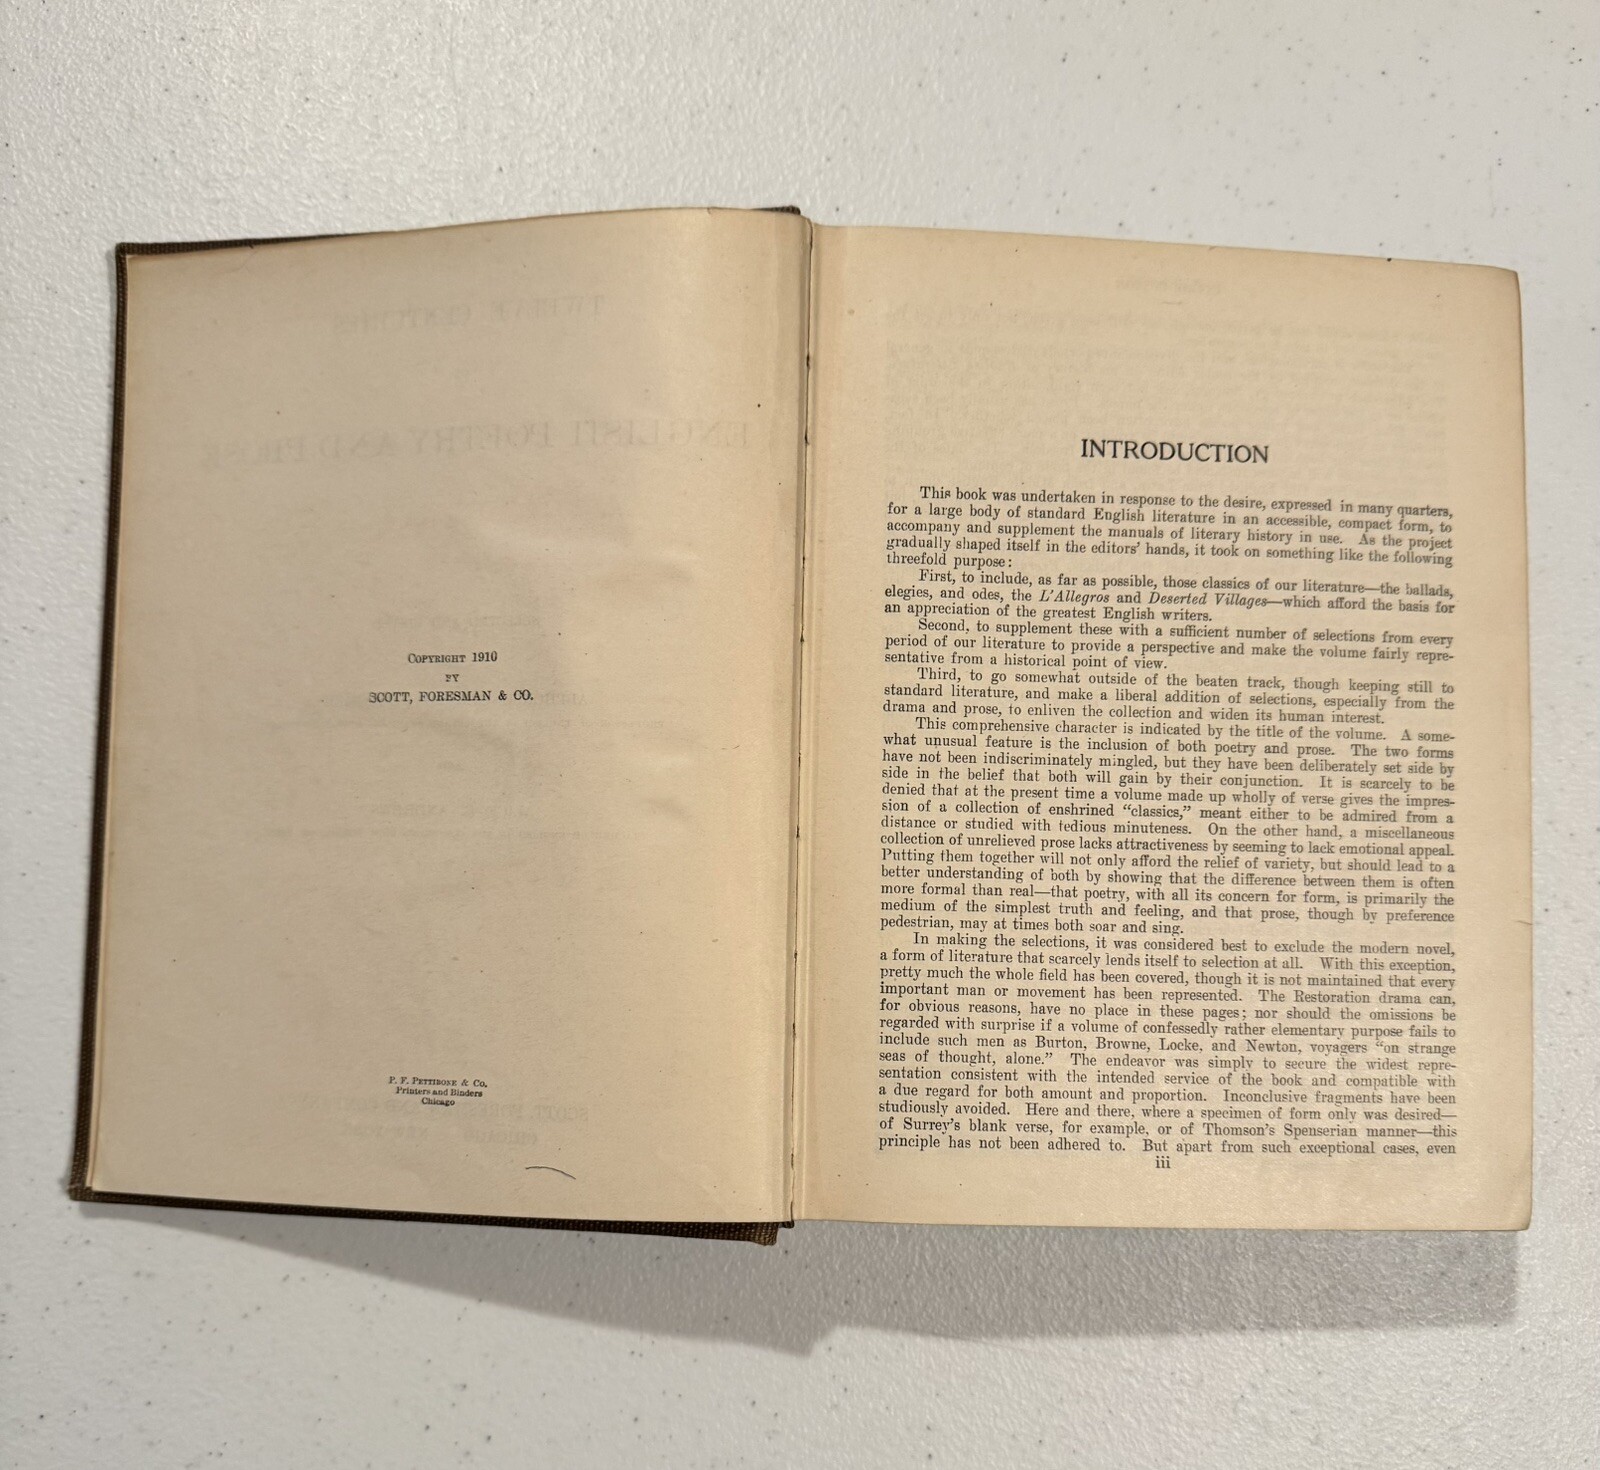 COPYRIGHT 1910
BY
SCOTT, FORESMAN & CO.
P. F. PETTIBONE & CO.
Printers and Binders
Chicago
INTRODUCTION
This book was undertaken in response to the desire, expressed in many quarters,
for a large body of standard English literature in an accessible, compact form, to
accompany and supplement the manuals of literary history in use. As the project
gradually shaped itself in the editors' hands, it took on something like the following
threefold purpose:
First, to include, as far as possible, those classics of our literature—the ballads,
elegies, and odes, the L'Allegros and Deserted Villages—which afford the basis for
an appreciation of the greatest English writers.
Second, to supplement these with a sufficient number of selections from every
period of our literature to provide a perspective and make the volume fairly repre-
sentative from a historical point of view.
Third, to go somewhat outside of the beaten track, though keeping still to
standard literature, and make a liberal addition of selections, especially from the
drama and prose, to enliven the collection and widen its human interest.
This comprehensive character is indicated by the title of the volume. A some-
what unusual feature is the inclusion of both poetry and prose. The two forms
have not been indiscriminately mingled, but they have been deliberately set side by
side in the belief that both will gain by their conjunction. It is scarcely to be
denied that at the present time a volume made up wholly of verse gives the impres-
sion of a collection of enshrined "classics," meant either to be admired from a
distance or studied with tedious minuteness. On the other hand, a miscellaneous
collection of unrelieved prose lacks attractiveness by seeming to lack emotional appeal.
Putting them together will not only afford the relief of variety, but should lead to a
better understanding of both by showing that the difference between them is often
more formal than real—that poetry, with all its concern for form, is primarily the
medium of the simplest truth and feeling, and that prose, though by preference
pedestrian, may at times both soar and sing.
In making the selections, it was considered best to exclude the modern novel,
a form of literature that scarcely lends itself to selection at all. With this exception,
pretty much the whole field has been covered, though it is not maintained that every
important man or movement has been represented. The Restoration drama can,
for obvious reasons, have no place in these pages; nor should the omissions be
regarded with surprise if a volume of confessedly rather elementary purpose fails to
include such men as Burton, Browne, Locke, and Newton, voyagers "on strange
seas of thought, alone." The endeavor was simply to secure the widest repre-
sentation consistent with the intended service of the book and compatible with
a due regard for both amount and proportion. Inconclusive fragments have been
studiously avoided. Here and there, where a specimen of form only was desired—
of Surrey's blank verse, for example, or of Thomson's Spenserian manner—this
principle has not been adhered to. But apart from such exceptional cases, even
iii